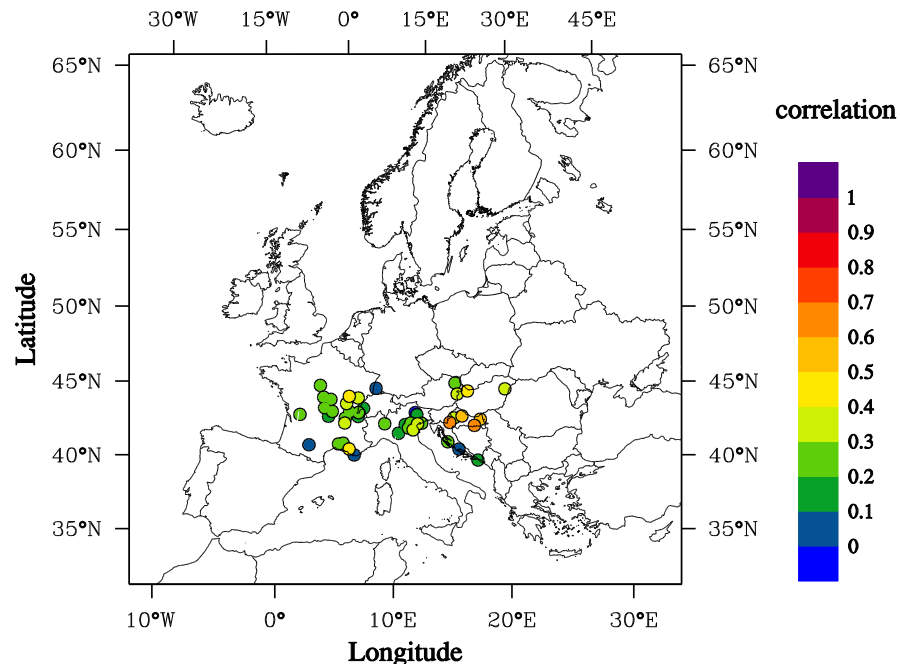 30°W 15°W 0° 15°E 30°E 45°E
65°N 65°N
correlation
60°N 60°N
1
55°N 55°N
0.9
0.8
Latitude
50°N 50°N
0.7
0.6
45°N 45°N
0.5
0.4
40°N 40°N
0.3
0.2
35°N 35°N
0.1
0
10°W 0° 10°E 20°E 30°E
Longitude